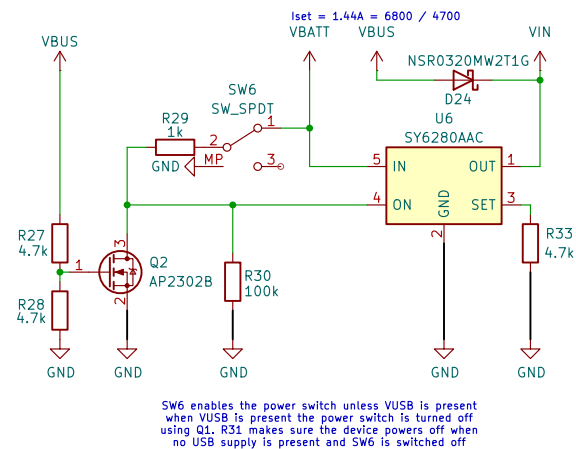 Iset = 1.44A = 6800 / 4700
VBUS
VBATT
VBUS
VIN
NSR0320MW2T1G
D24
SW6
SW_SPDT
R29
1k
2
1
3
GND
MP
U6
SY6280AAC
5
IN
OUT
1
4
ON
SET
3
GND
2
R27
4.7k
R28
4.7k
1
3
2
Q2
AP2302B
R30
100k
R33
4.7k
GND
GND
GND
GND
GND
SW6 enables the power switch unless VUSB is present
when VUSB is present the power switch is turned off
using Q1. R31 makes sure the device powers off when
no USB supply is present and SW6 is switched off